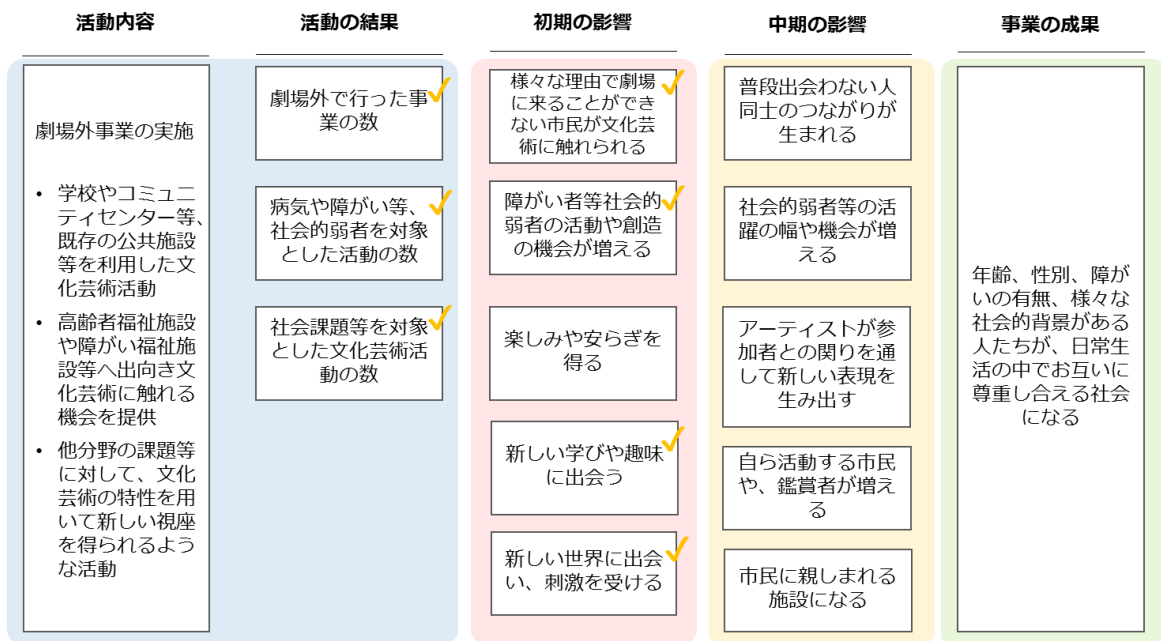 活動内容
活動の結果
初期の影響
中期の影響
事業の成果
劇場外事業の実施
• 学校やコミュニ
ティセンター等、
既存の公共施設
等を利用した文
化芸術活動
• 高齢者福祉施設
や障がい福祉施
設等へ出向き文
化芸術に触れる
機会を提供
• 他分野の課題等
に対して、文化
芸術の特性を用
いて新しい視座
を得られるよう
な活動
劇場外で行った事
業の数
病気や障がい等、
社会的弱者を対象
とした活動の数
社会課題等を対象
とした文化芸術活
動の数
様々な理由で劇場
に来ることができ
ない市民が文化芸
術に触れられる
障がい者等社会的
弱者の活動や創造
の機会が増える
楽しみや安らぎを
得る
新しい学びや趣味
に出会う
新しい世界に出会
い、刺激を受ける
普段出会わない人
同士のつながりが
生まれる
社会的弱者等の活
躍の幅や機会が増
える
アーティストが参
加者との関りを通
して新しい表現を
生み出す
自ら活動する市民
や、鑑賞者が増え
る
市民に親しまれる
施設になる
年齢、性別、障が
いの有無、様々な
社会的背景がある
人たちが、日常生
活の中でお互いに
尊重し合える社会
になる